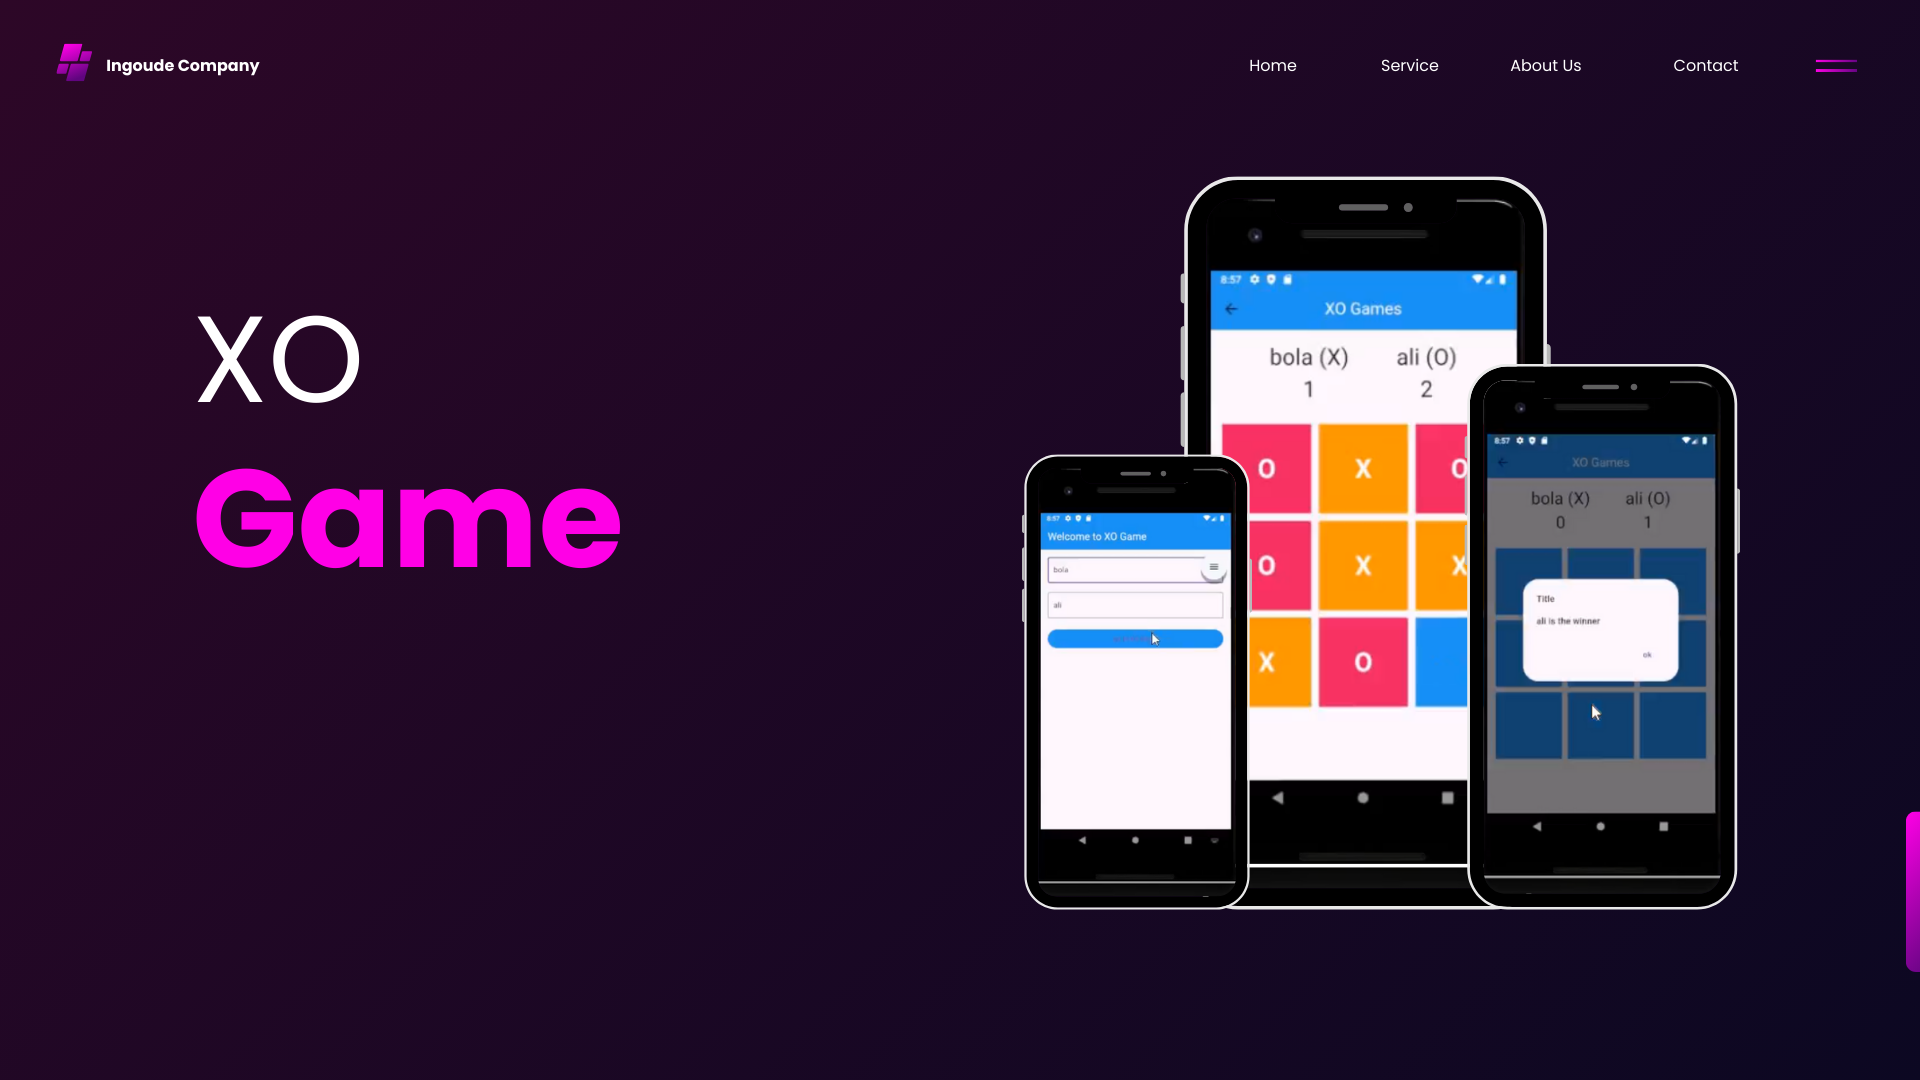 Ingoude Company
Home Service About Us Contact
XO
Game
8:57
XO Games
bola (X) ali (O)
1 2
O X O
O X X
X O
8:57
Welcome to XO Game
bola
ali
8:57
XO Games
bola (X) ali (O)
0 1
Title
ali is the winner
ok